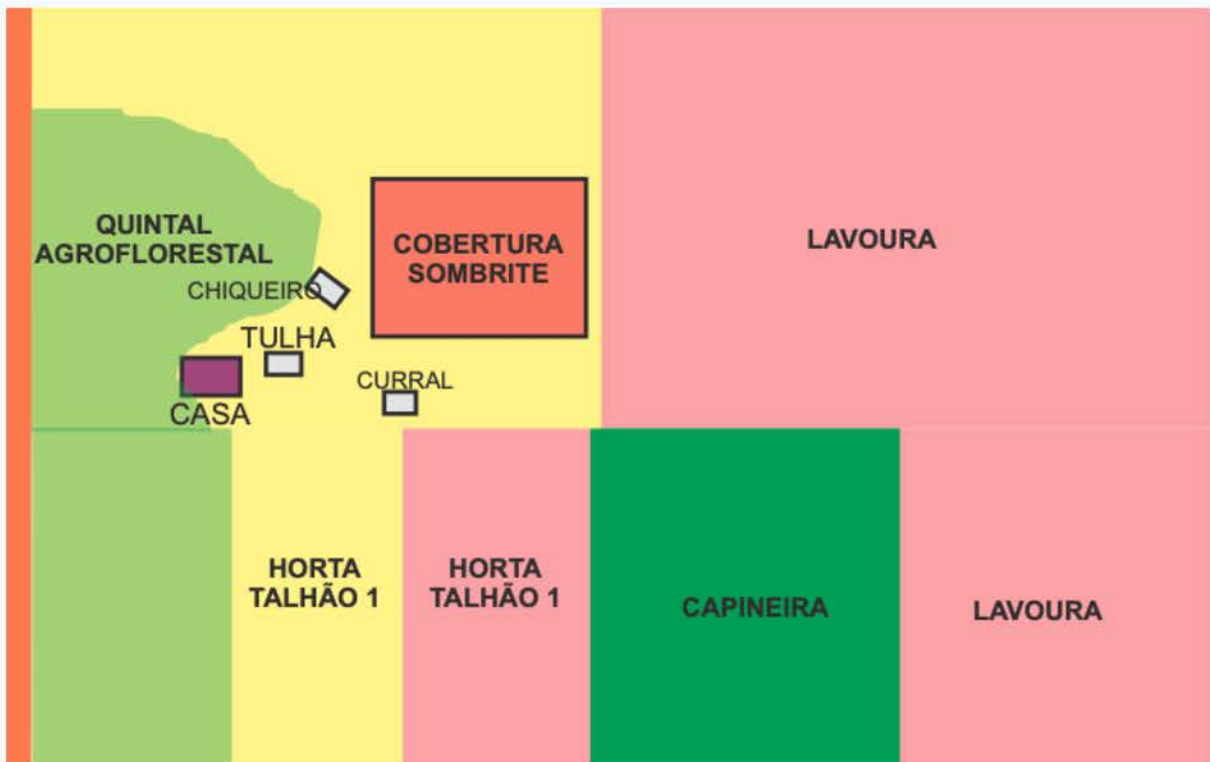 QUINTAL
AGROFLORESTAL
CHIQUEIRO
TULHA
CASA
COBERTURA
SOMBRITE
CURRAL
LAVOURA
HORTA
TALHÃO 1
HORTA
TALHÃO 1
CAPINEIRA
LAVOURA